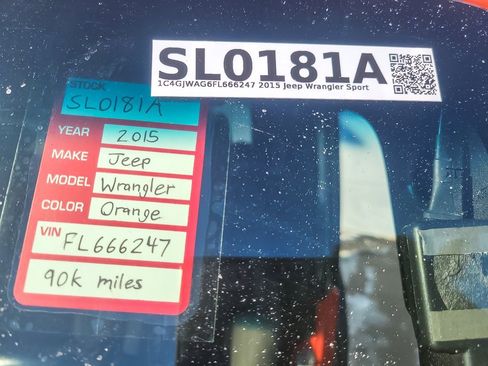 SL0181A
1C4GJWAG6FL666247 2015 Jeep Wrangler Sport
STOCK
SL0181A
YEAR 2015
MAKE Jeep
MODEL Wrangler
COLOR Orange
VIN FL666247
90k miles